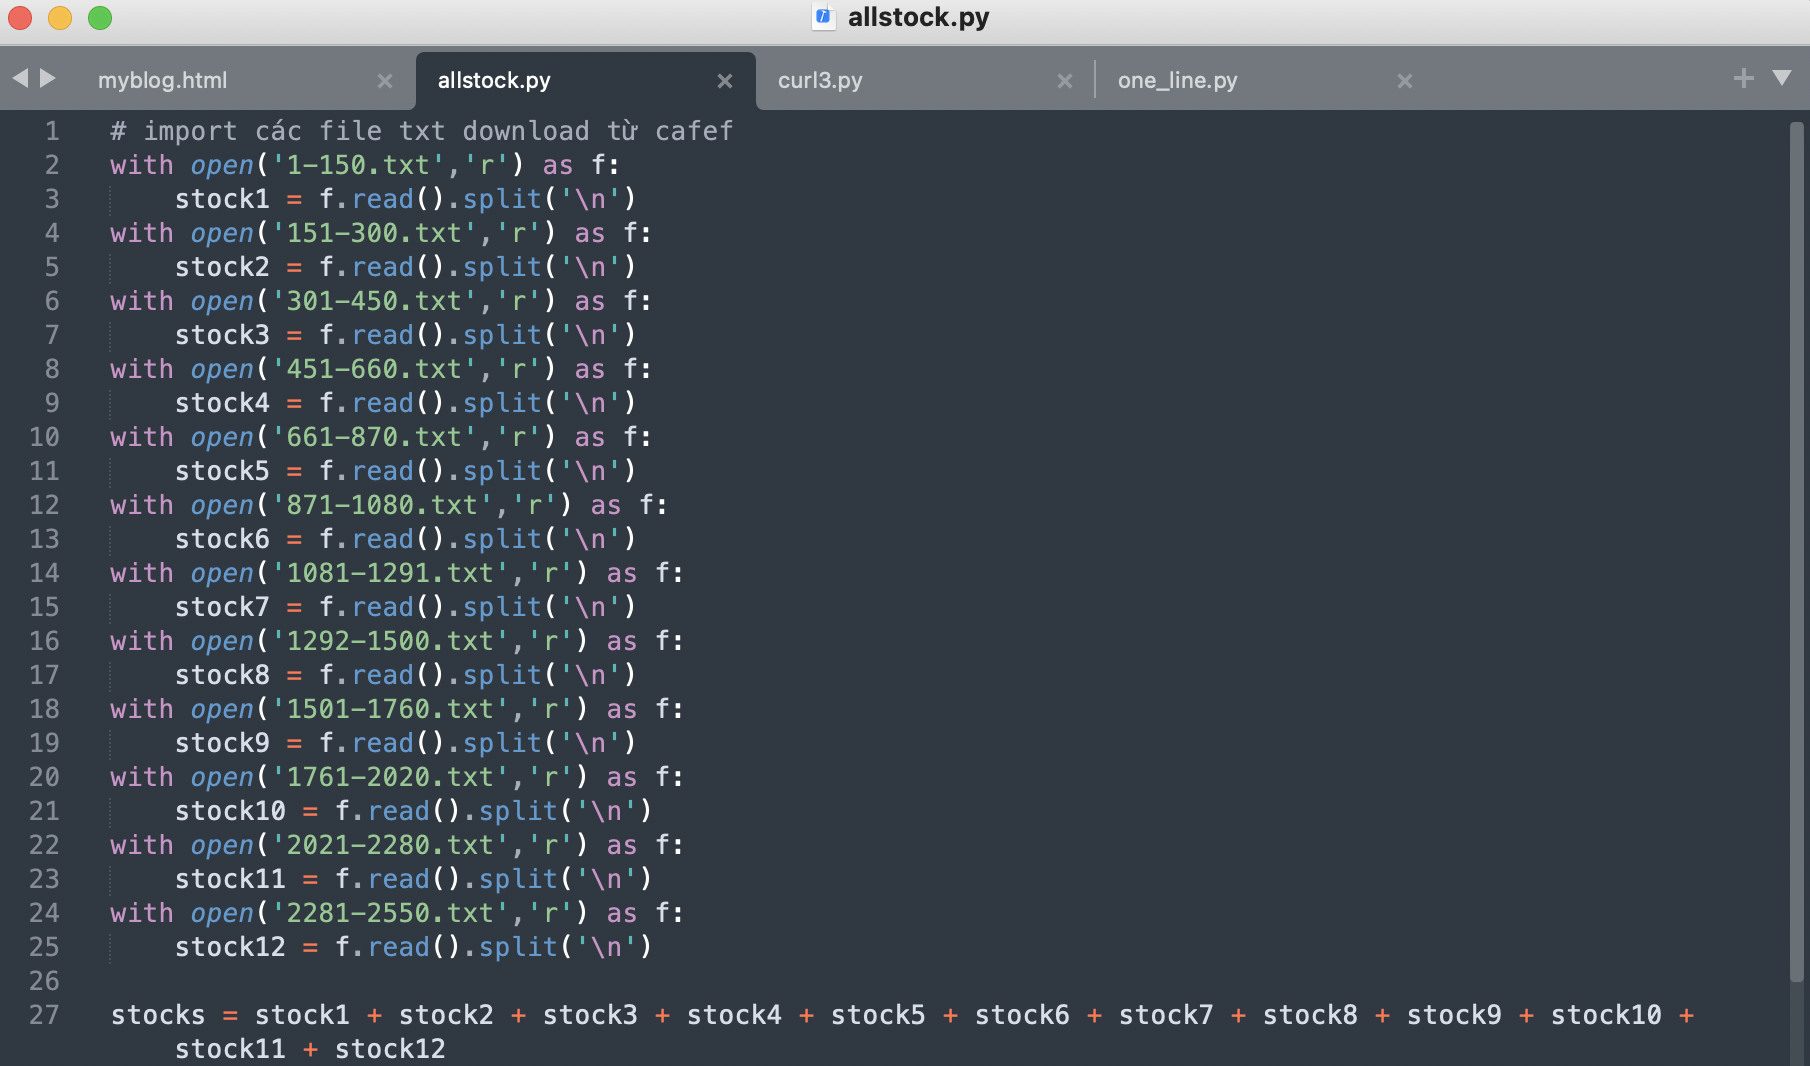 allstock.py
myblog.html
allstock.py
curl3.py
one_line.py
1 # import các file txt download từ cafef
2 with open('1-150.txt','r') as f:
3 stock1 = f.read().split('\n')
4 with open('151-300.txt','r') as f:
5 stock2 = f.read().split('\n')
6 with open('301-450.txt','r') as f:
7 stock3 = f.read().split('\n')
8 with open('451-660.txt','r') as f:
9 stock4 = f.read().split('\n')
10 with open('661-870.txt','r') as f:
11 stock5 = f.read().split('\n')
12 with open('871-1080.txt','r') as f:
13 stock6 = f.read().split('\n')
14 with open('1081-1291.txt','r') as f:
15 stock7 = f.read().split('\n')
16 with open('1292-1500.txt','r') as f:
17 stock8 = f.read().split('\n')
18 with open('1501-1760.txt','r') as f:
19 stock9 = f.read().split('\n')
20 with open('1761-2020.txt','r') as f:
21 stock10 = f.read().split('\n')
22 with open('2021-2280.txt','r') as f:
23 stock11 = f.read().split('\n')
24 with open('2281-2550.txt','r') as f:
25 stock12 = f.read().split('\n')
26
27 stocks = stock1 + stock2 + stock3 + stock4 + stock5 + stock6 + stock7 + stock8 + stock9 + stock10 +
stock11 + stock12